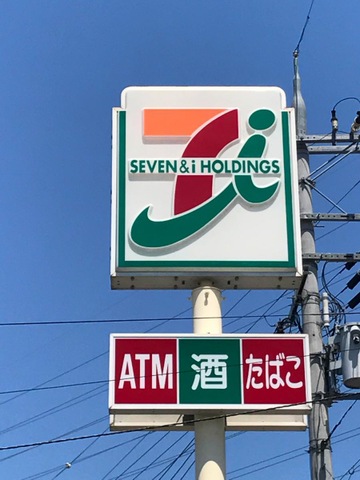 SEVEN & i HOLDINGS
ATM 酒 たばこ